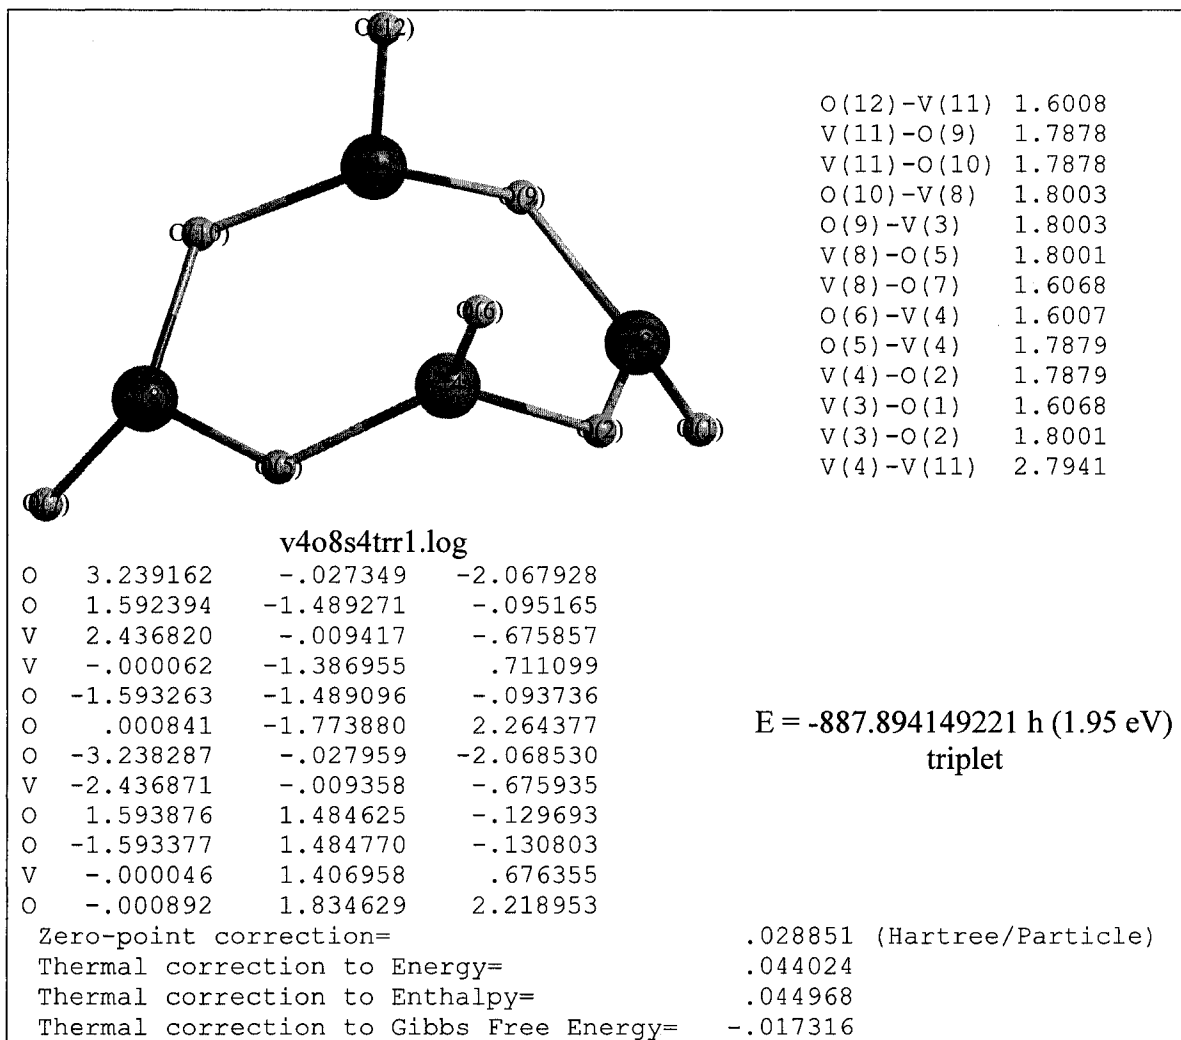 O(12)
O(9)
O(10)
O(6)
O(2)
O(1)
O(5)
O(12)-V(11) 1.6008
V(11)-O(9) 1.7878
V(11)-O(10) 1.7878
O(10)-V(8) 1.8003
O(9)-V(3) 1.8003
V(8)-O(5) 1.8001
V(8)-O(7) 1.6068
O(6)-V(4) 1.6007
O(5)-V(4) 1.7879
V(4)-O(2) 1.7879
V(3)-O(1) 1.6068
V(3)-O(2) 1.8001
V(4)-V(11) 2.7941
v4o8s4trr1.log
O 3.239162 -.027349 -2.067928
O 1.592394 -1.489271 -.095165
V 2.436820 -.009417 -.675857
V -.000062 -1.386955 .711099
O -1.593263 -1.489096 -.093736
O .000841 -1.773880 2.264377
O -3.238287 -.027959 -2.068530
V -2.436871 -.009358 -.675935
O 1.593876 1.484625 -.129693
O -1.593377 1.484770 -.130803
V -.000046 1.406958 .676355
O -.000892 1.834629 2.218953
E = -887.894149221 h (1.95 eV)
triplet
Zero-point correction= .028851 (Hartree/Particle)
Thermal correction to Energy= .044024
Thermal correction to Enthalpy= .044968
Thermal correction to Gibbs Free Energy= -.017316